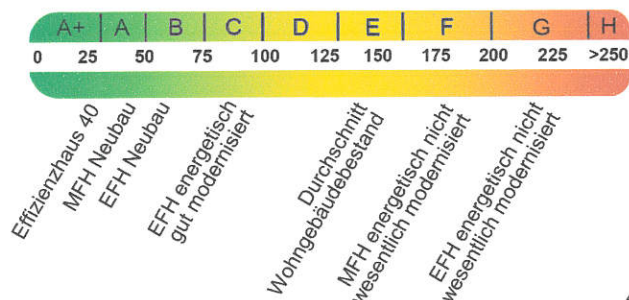 A+ A B C D E F G H
0 25 50 75 100 125 150 175 200 225 >250
Effizienzhaus 40
MFH Neubau
EFH Neubau
EFH energetisch
gut modernisiert
Durchschnitt
Wohngebäudebestand
MFH energetisch nicht
wesentlich modernisiert
EFH energetisch nicht
wesentlich modernisiert